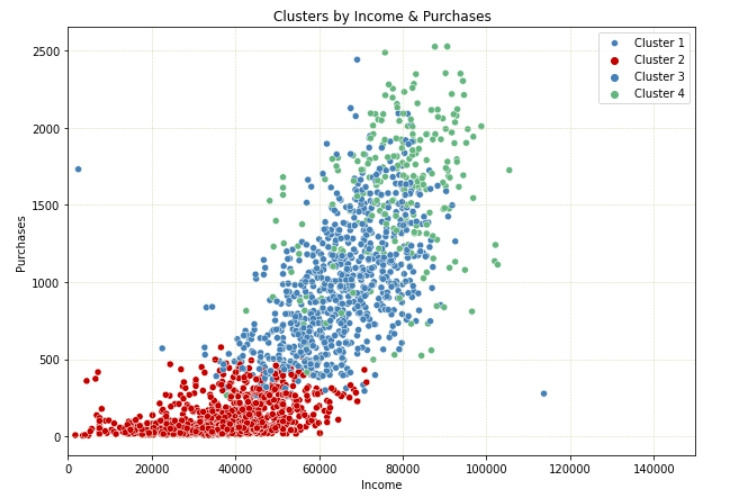 Clusters by Income & Purchases
Cluster 1
Cluster 2
Cluster 3
Cluster 4
2500
2000
1500
1000
500
0
Purchases
0 20000 40000 60000 80000 100000 120000 140000
Income